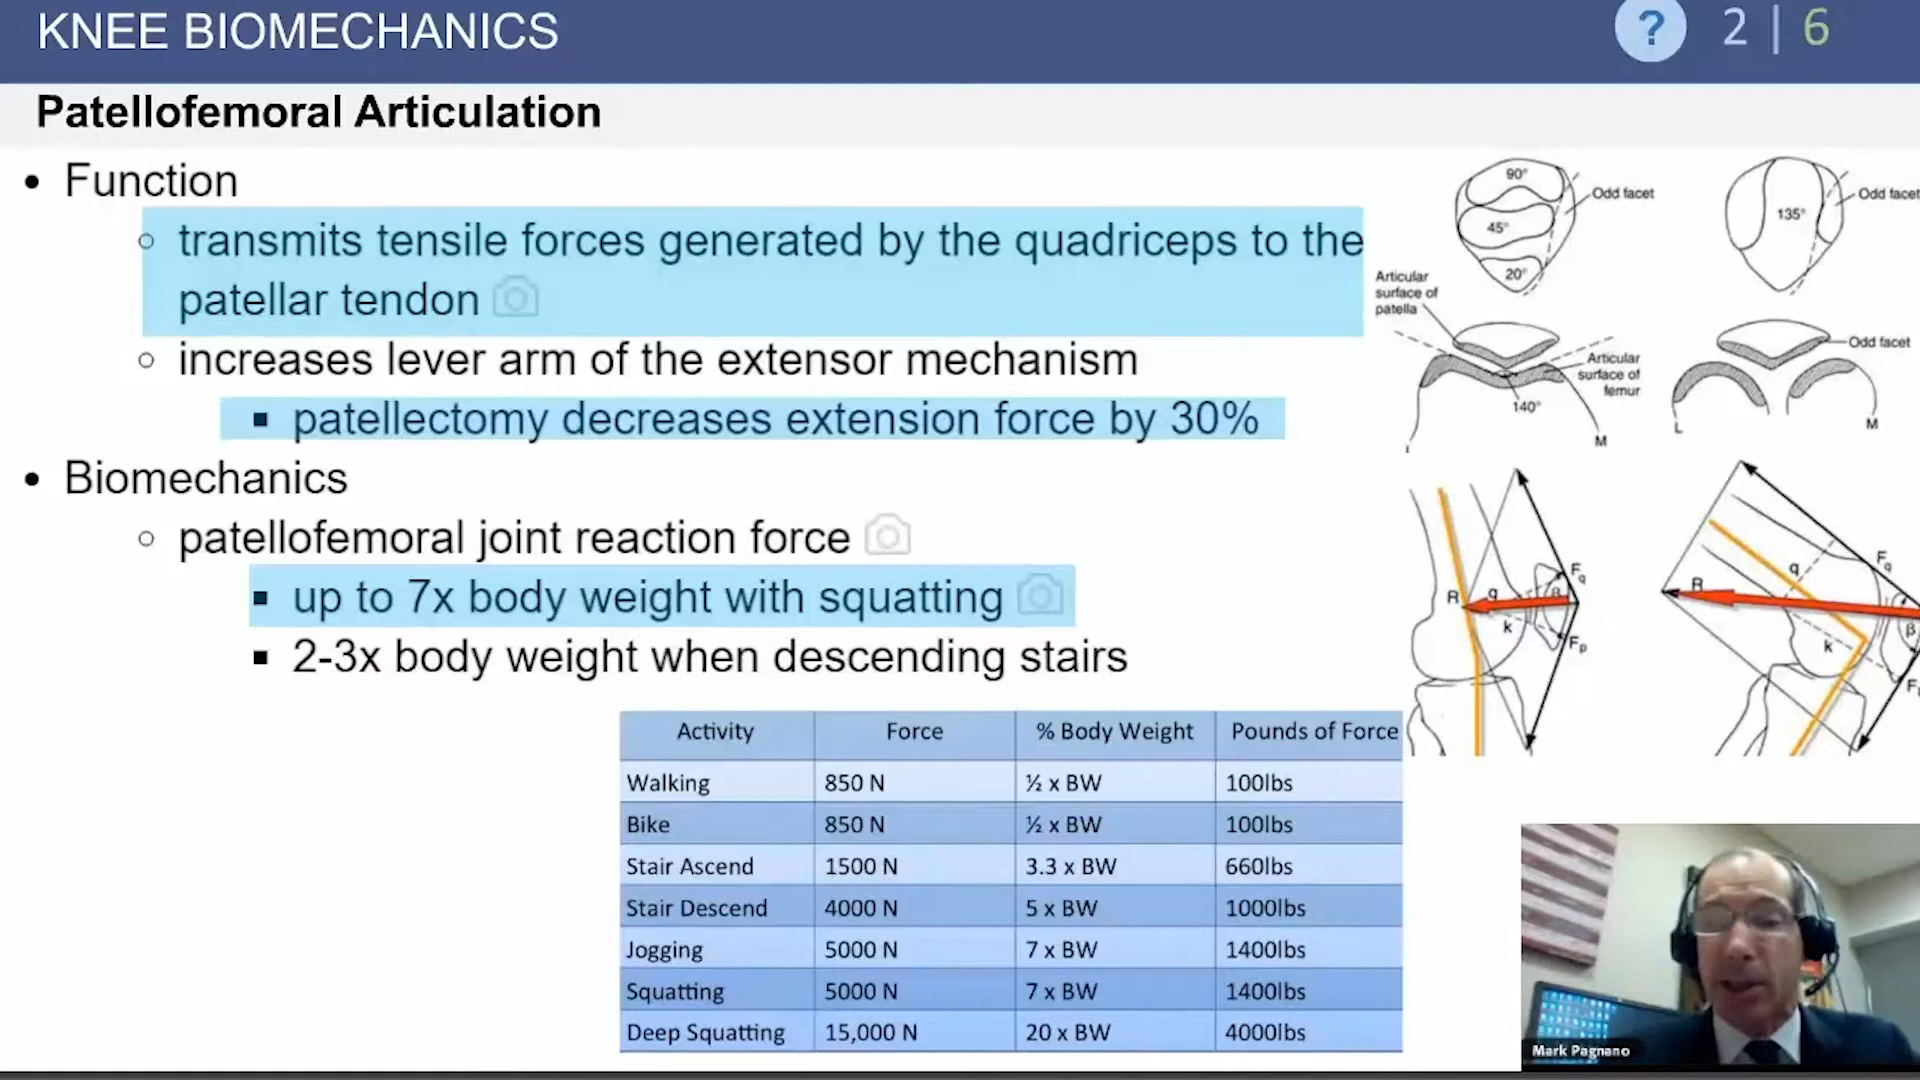 KNEE BIOMECHANICS
? 2 | 6
Patellofemoral Articulation
• Function
○ transmits tensile forces generated by the quadriceps to the
patellar tendon
○ increases lever arm of the extensor mechanism
▪ patellectomy decreases extension force by 30%
• Biomechanics
○ patellofemoral joint reaction force
▪ up to 7x body weight with squatting
▪ 2-3x body weight when descending stairs
90°
Odd facet
45°
20°
135°
Odd facet
Articular
surface of
patella
Articular
surface of
femur
140°
M
Odd facet
L
M
R
q
β
k
Fq
Fp
R
q
k
Fq
β
Activity Force % Body Weight Pounds of Force
Walking 850 N ½ x BW 100lbs
Bike 850 N ½ x BW 100lbs
Stair Ascend 1500 N 3.3 x BW 660lbs
Stair Descend 4000 N 5 x BW 1000lbs
Jogging 5000 N 7 x BW 1400lbs
Squatting 5000 N 7 x BW 1400lbs
Deep Squatting 15,000 N 20 x BW 4000lbs
Mark Pagnano